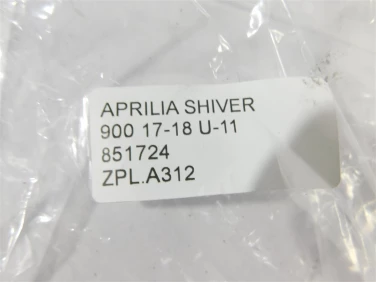 APRILIA SHIVER
900 17-18 U-11
851724
ZPL.A312